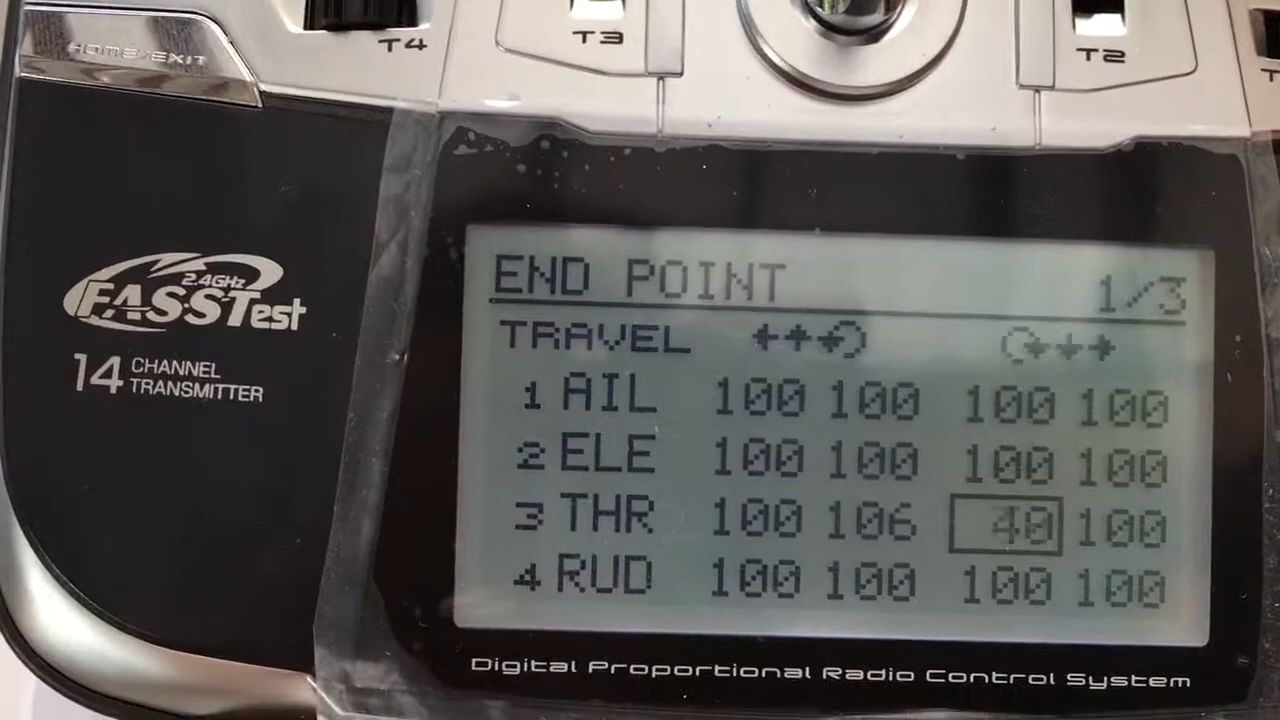 HOME/EXIT
T4
T3
T2
2.4GHz
FASSTest
14 CHANNEL
TRANSMITTER
END POINT 1/3
TRAVEL
1 AIL 100 100 100 100
2 ELE 100 100 100 100
3 THR 100 106 40 100
4 RUD 100 100 100 100
Digital Proportional Radio Control System